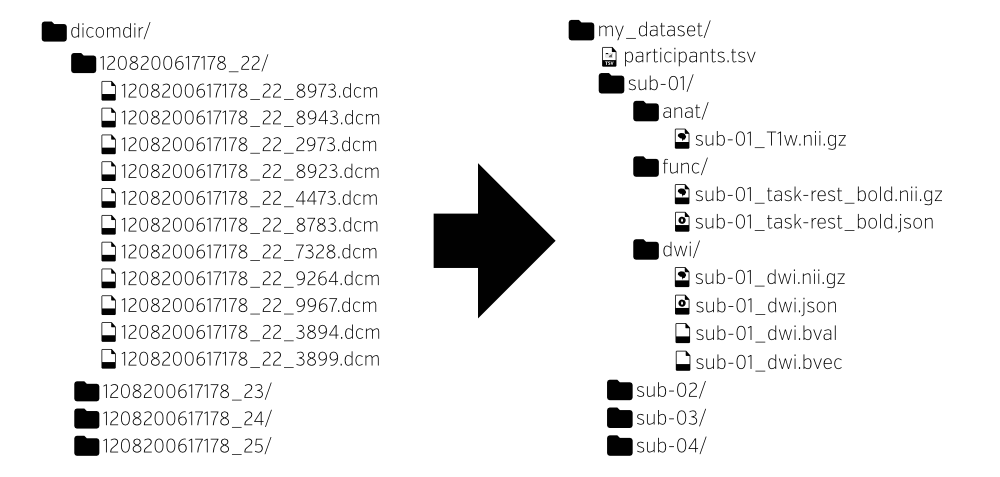 dicomdir/
1208200617178_22/
1208200617178_22_8973.dcm
1208200617178_22_8943.dcm
1208200617178_22_2973.dcm
1208200617178_22_8923.dcm
1208200617178_22_4473.dcm
1208200617178_22_8783.dcm
1208200617178_22_7328.dcm
1208200617178_22_9264.dcm
1208200617178_22_9967.dcm
1208200617178_22_3894.dcm
1208200617178_22_3899.dcm
1208200617178_23/
1208200617178_24/
1208200617178_25/
my_dataset/
TSV
participants.tsv
sub-01/
anat/
sub-01_T1w.nii.gz
func/
sub-01_task-rest_bold.nii.gz
sub-01_task-rest_bold.json
dwi/
sub-01_dwi.nii.gz
sub-01_dwi.json
sub-01_dwi.bval
sub-01_dwi.bvec
sub-02/
sub-03/
sub-04/